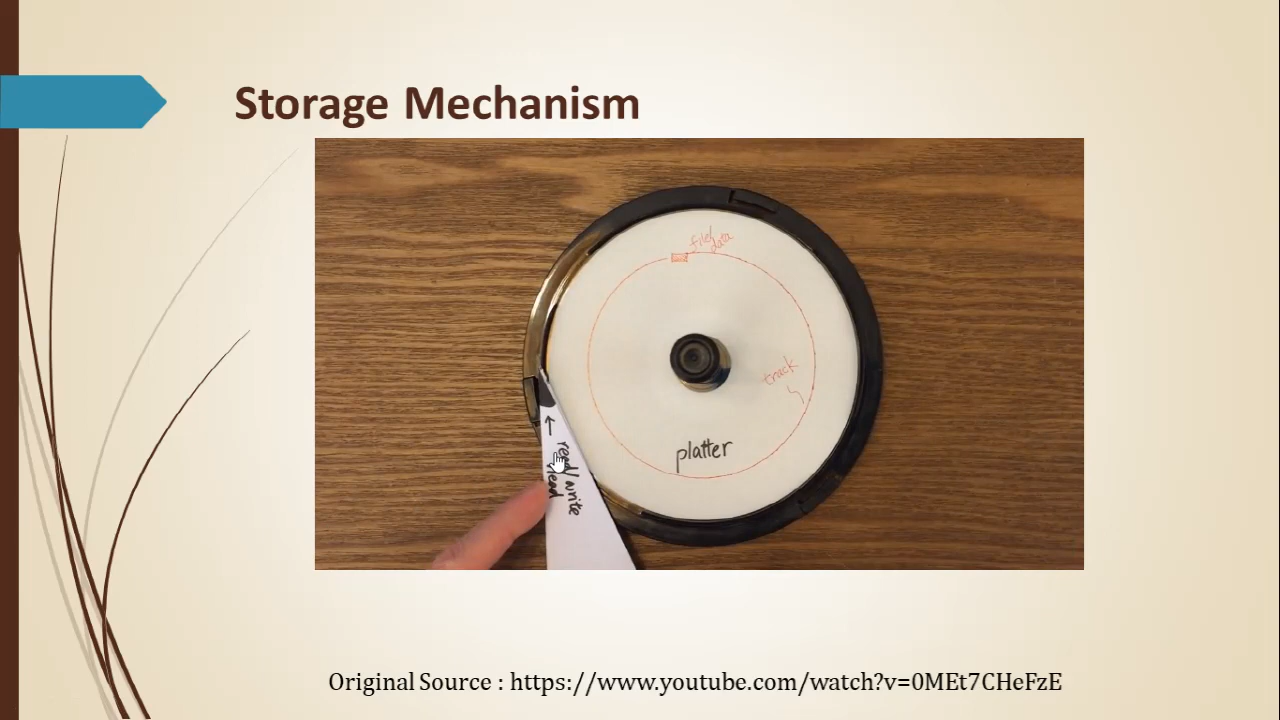 Storage Mechanism
file/
data
track
platter
←
read/write
head
Original Source : https://www.youtube.com/watch?v=0MEt7CHeFzE